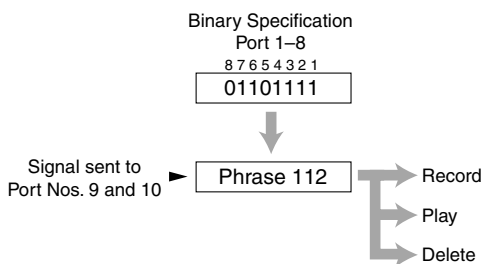 Binary Specification
Port 1–8
8 7 6 5 4 3 2 1
01101111
Signal sent to
Port Nos. 9 and 10
Phrase 112
Record
Play
Delete